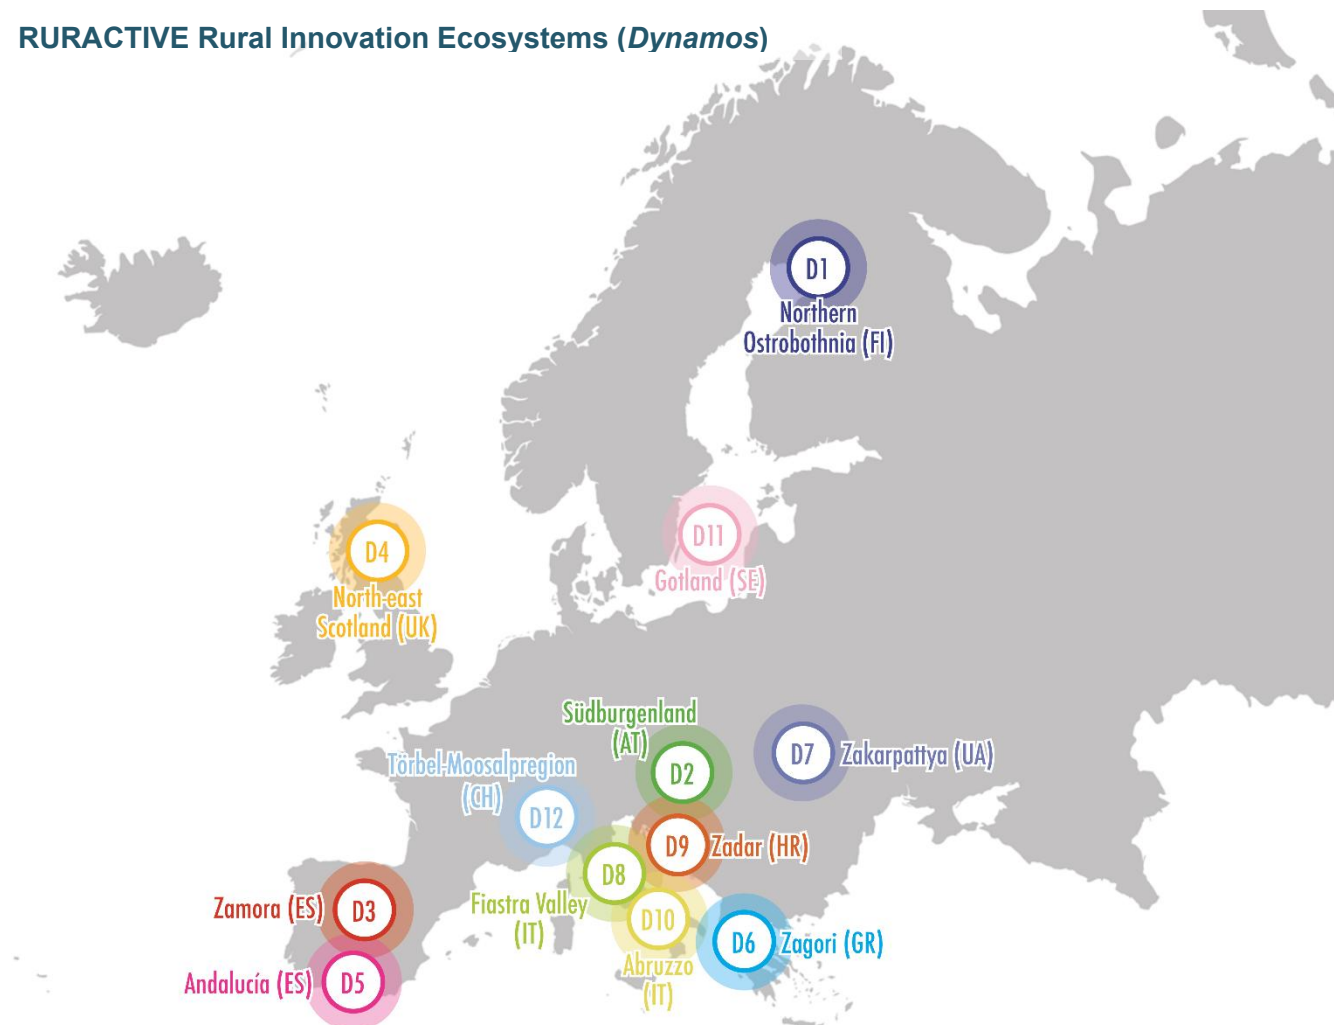 RURACTIVE Rural Innovation Ecosystems (Dynamos)
D1
Northern
Ostrobothnia (FI)
D11
Gotland (SE)
D4
North-east
Scotland (UK)
Südburgenland
(AT)
D2
D7
Zakarpattya (UA)
Törbel-Moosalpregion
(CH)
D12
D9
Zadar (HR)
D8
Fiastra Valley
(IT)
Zamora (ES)
D3
D10
Abruzzo
(IT)
D6
Zagori (GR)
Andalucía (ES)
D5